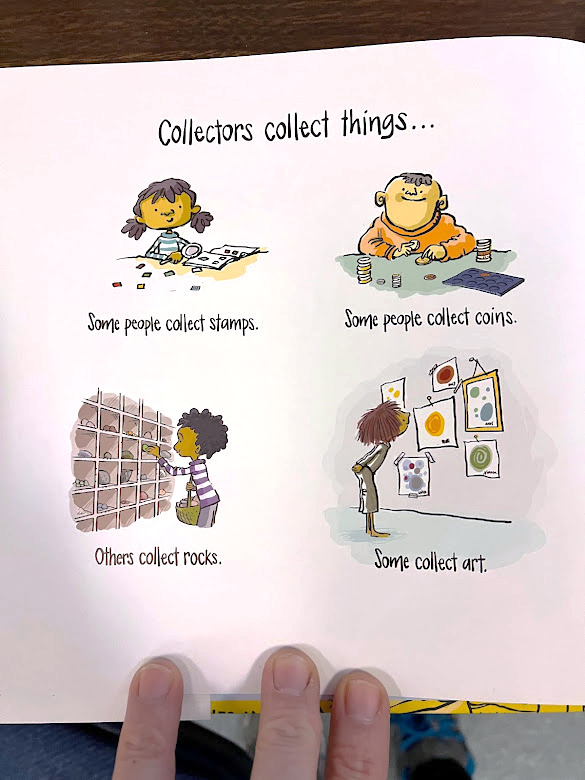 Collectors collect things...
Some people collect stamps.
Some people collect coins.
Others collect rocks.
Some collect art.